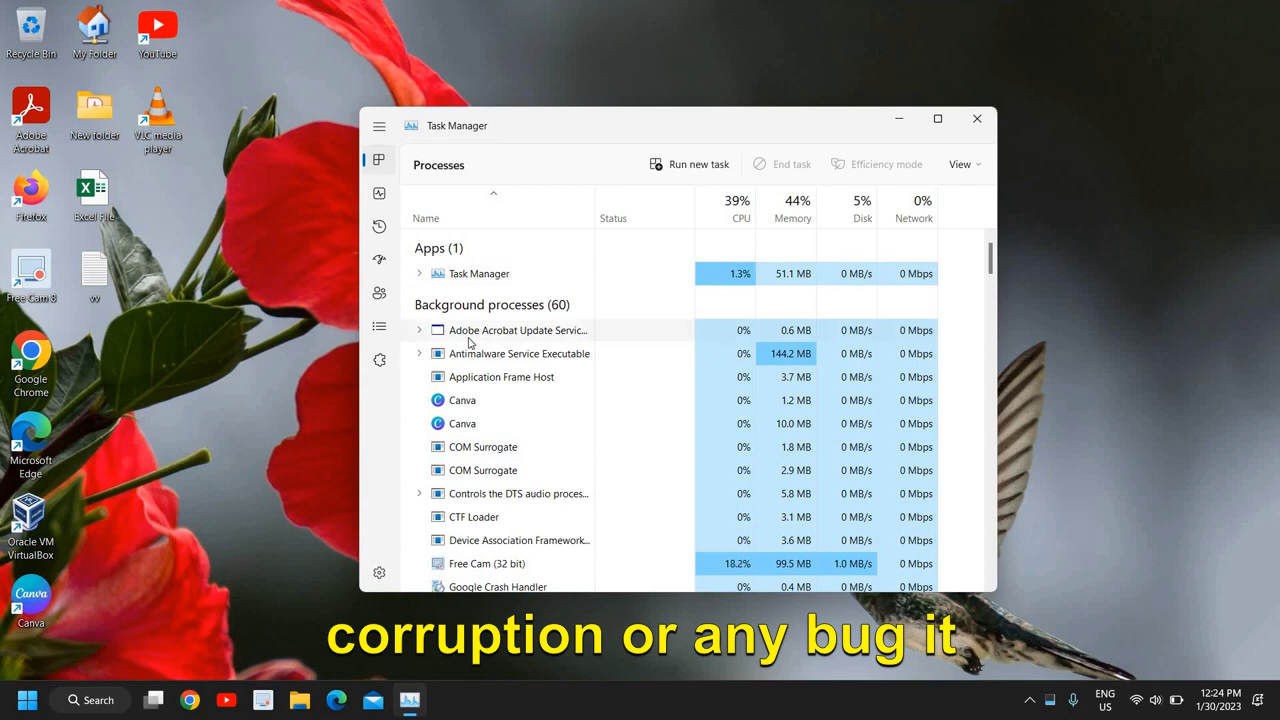 Recycle Bin
My Folder
YouTube
Adobe
Acrobat
New folder
VLC media
player
Firefox
Excel File
Free Cam 8
vv
Google
Chrome
Microsoft
Edge
Oracle VM
VirtualBox
Canva
Task Manager
Processes
Run new task
End task
Efficiency mode
View
39% 44% 5% 0%
Name Status CPU Memory Disk Network
Apps (1)
Task Manager 1.3% 51.1 MB 0 MB/s 0 Mbps
Background processes (60)
Adobe Acrobat Update Servic... 0% 0.6 MB 0 MB/s 0 Mbps
Antimalware Service Executable 0% 144.2 MB 0 MB/s 0 Mbps
Application Frame Host 0% 3.7 MB 0 MB/s 0 Mbps
Canva 0% 1.2 MB 0 MB/s 0 Mbps
Canva 0% 10.0 MB 0 MB/s 0 Mbps
COM Surrogate 0% 1.8 MB 0 MB/s 0 Mbps
COM Surrogate 0% 2.9 MB 0 MB/s 0 Mbps
Controls the DTS audio proces... 0% 5.8 MB 0 MB/s 0 Mbps
CTF Loader 0% 3.1 MB 0 MB/s 0 Mbps
Device Association Framework... 0% 3.6 MB 0 MB/s 0 Mbps
Free Cam (32 bit) 18.2% 99.5 MB 1.0 MB/s 0 Mbps
Google Crash Handler 0% 0.4 MB 0 MB/s 0 Mbps
corruption or any bug it
Search
ENG
US
12:24 PM
1/30/2023